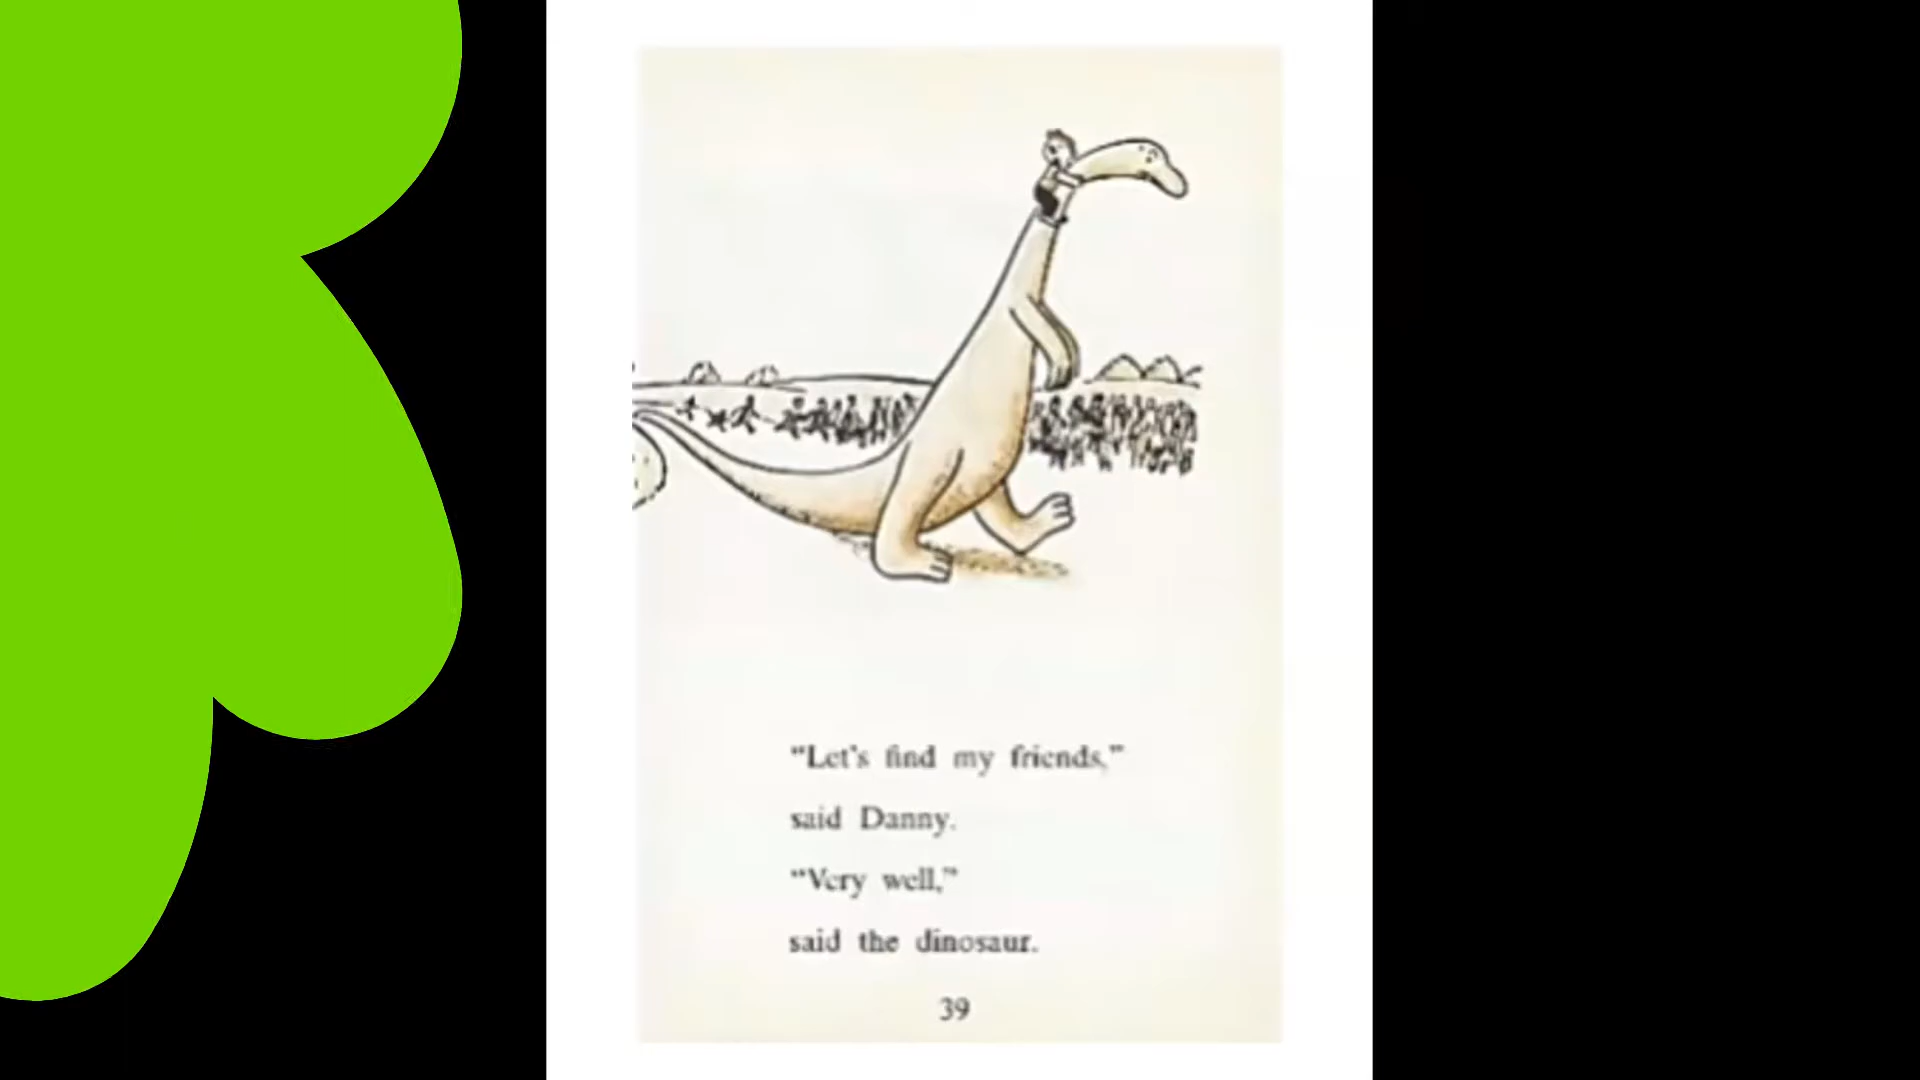 “Let’s find my friends,”
said Danny.
“Very well,”
said the dinosaur.
39